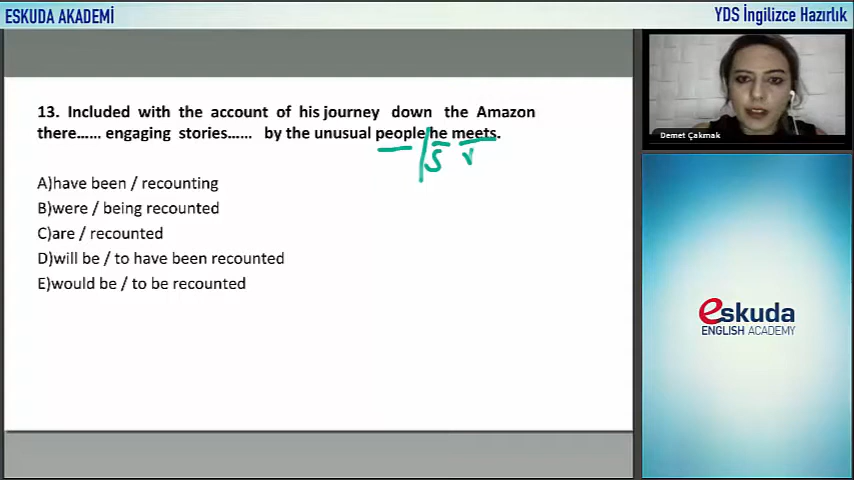 ESKUDA AKADEMİ
YDS İngilizce Hazırlık
13. Included with the account of his journey down the Amazon
there...... engaging stories...... by the unusual people he meets.
S V
A)have been / recounting
B)were / being recounted
C)are / recounted
D)will be / to have been recounted
E)would be / to be recounted
Demet Çakmak
eskuda
ENGLISH ACADEMY